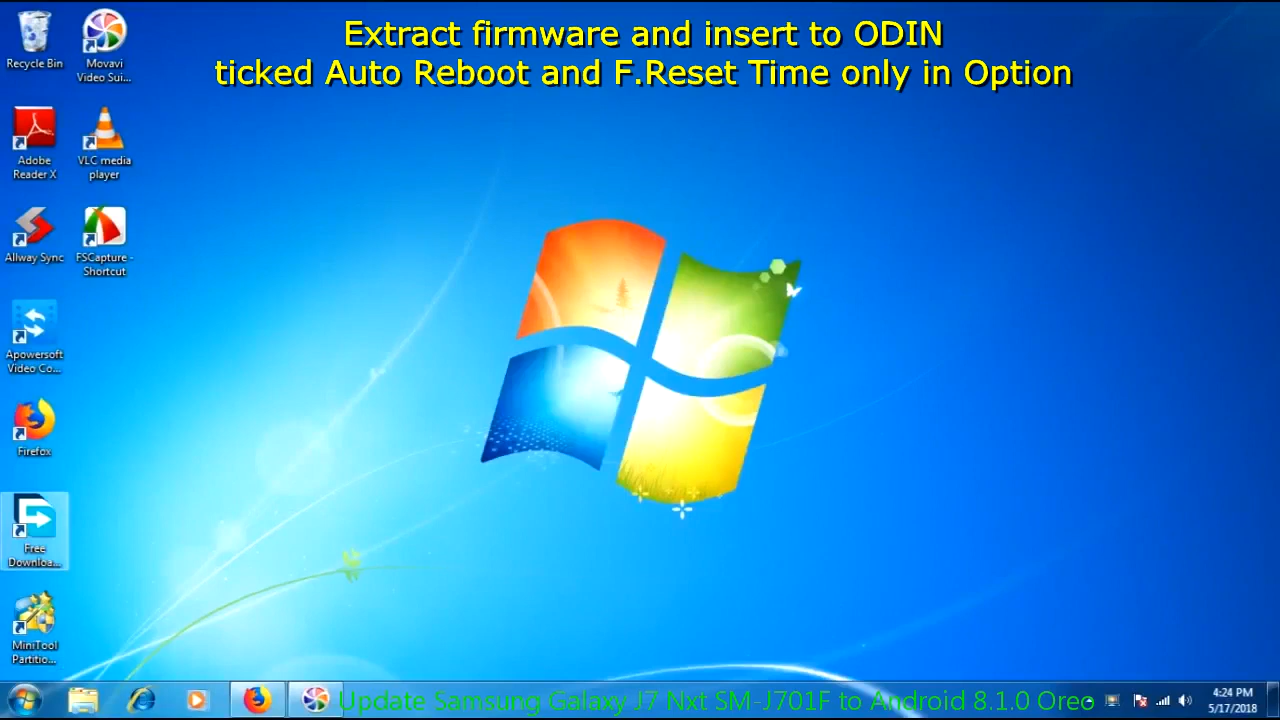 Extract firmware and insert to ODIN
ticked Auto Reboot and F.Reset Time only in Option
Recycle Bin
Movavi
Video Sui...
Adobe
Reader X
VLC media
player
Allway Sync
FSCapture -
Shortcut
Apowersoft
Video Co...
Firefox
Free
Downloa...
MiniTool
Partitio...
Update Samsung Galaxy J7 Nxt SM-J701F to Android 8.1.0 Oreo
4:24 PM
5/17/2018